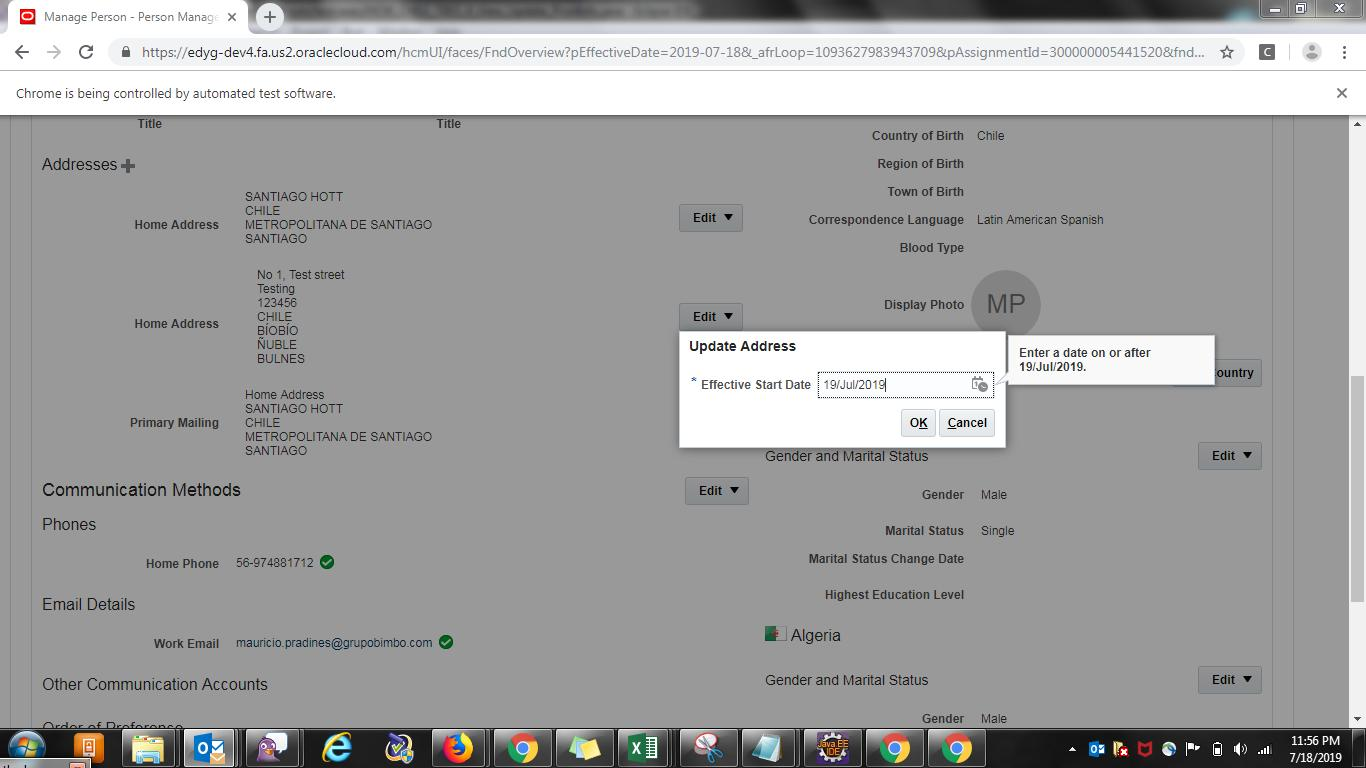 Manage Person - Person Manage
https://edyg-dev4.fa.us2.oraclecloud.com/hcmUI/faces/FndOverview?pEffectiveDate=2019-07-18&_afrLoop=1093627983943709&pAssignmentId=300000005441520&fnd
C
Chrome is being controlled by automated test software.
Title
Title
Addresses
Home Address
SANTIAGO HOTT
CHILE
METROPOLITANA DE SANTIAGO
SANTIAGO
Edit
Home Address
No 1, Test street
Testing
123456
CHILE
BÍOBÍO
ÑUBLE
BULNES
Edit
Primary Mailing
Home Address
SANTIAGO HOTT
CHILE
METROPOLITANA DE SANTIAGO
SANTIAGO
Communication Methods
Edit
Phones
Home Phone 56-974881712
Email Details
Work Email mauricio.pradines@grupobimbo.com
Other Communication Accounts
Order of Preference
Country of Birth Chile
Region of Birth
Town of Birth
Correspondence Language Latin American Spanish
Blood Type
Display Photo MP
Country
Update Address
* Effective Start Date 19/Jul/2019
OK Cancel
Enter a date on or after
19/Jul/2019.
Gender and Marital Status Edit
Gender Male
Marital Status Single
Marital Status Change Date
Highest Education Level
Algeria
Gender and Marital Status Edit
Gender Male
Java EE
IDE
11:56 PM
7/18/2019